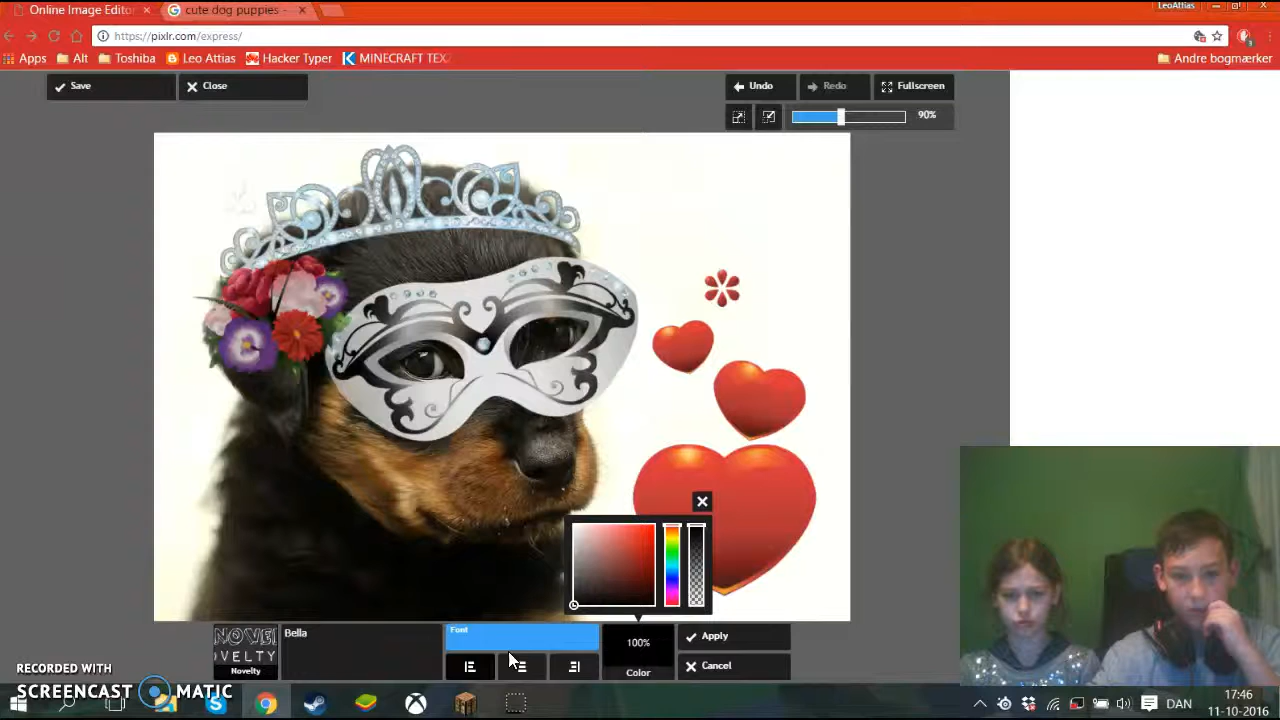 LeoAttias
Online Image Editor
cute dog puppies -
https://pixlr.com/express/
Apps
Alt
Toshiba
Leo Attias
Hacker Typer
MINECRAFT TEX
Andre bogmærker
Save
Close
Undo
Redo
Fullscreen
90%
NOVE
OVELTY
Novelty
Bella
Font
100%
Color
Apply
Cancel
RECORDED WITH
SCREENCAST MATIC
DAN
17:46
11-10-2016